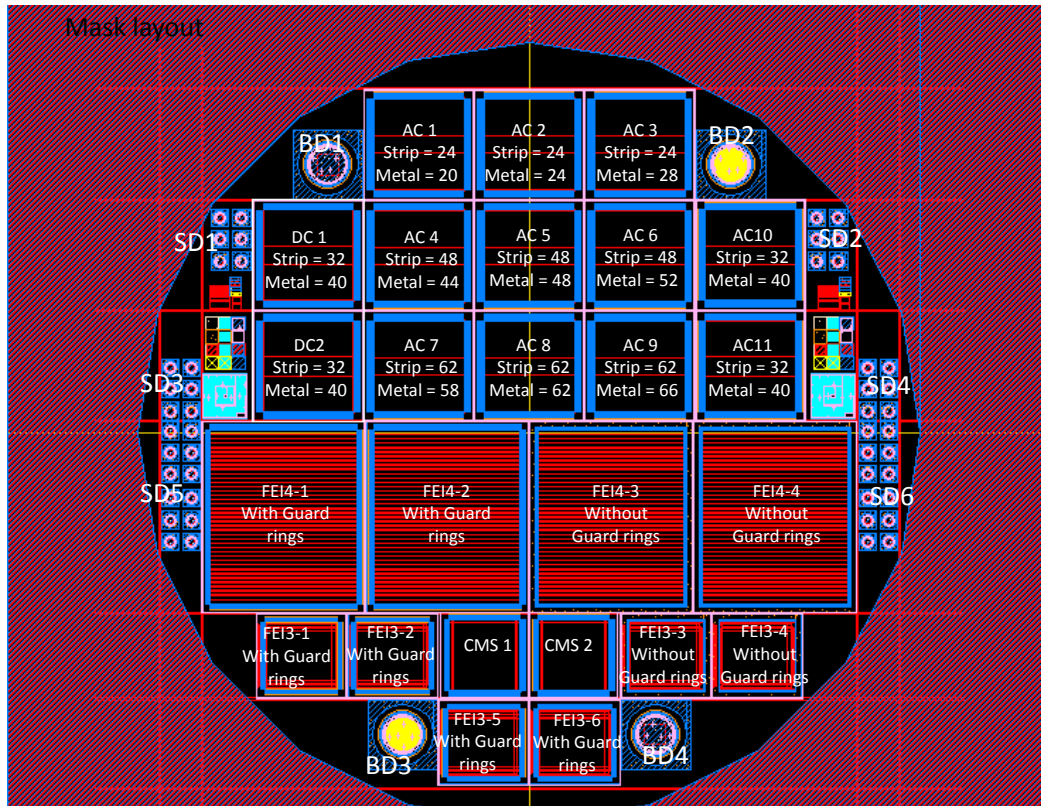 Mask layout
BD1
AC 1
Strip = 24
Metal = 20
AC 2
Strip = 24
Metal = 24
AC 3
Strip = 24
Metal = 28
BD2
SD1
DC 1
Strip = 32
Metal = 40
AC 4
Strip = 48
Metal = 44
AC 5
Strip = 48
Metal = 48
AC 6
Strip = 48
Metal = 52
AC10
Strip = 32
Metal = 40
SD2
SD3
DC2
Strip = 32
Metal = 40
AC 7
Strip = 62
Metal = 58
AC 8
Strip = 62
Metal = 62
AC 9
Strip = 62
Metal = 66
AC11
Strip = 32
Metal = 40
SD4
SD5
FEI4-1
With Guard
rings
FEI4-2
With Guard
rings
FEI4-3
Without
Guard rings
FEI4-4
Without
Guard rings
SD6
FEI3-1
With Guard
rings
FEI3-2
With Guard
rings
CMS 1
CMS 2
FEI3-3
Without
Guard rings
FEI3-4
Without
Guard rings
BD3
FEI3-5
With Guard
rings
FEI3-6
With Guard
rings
BD4